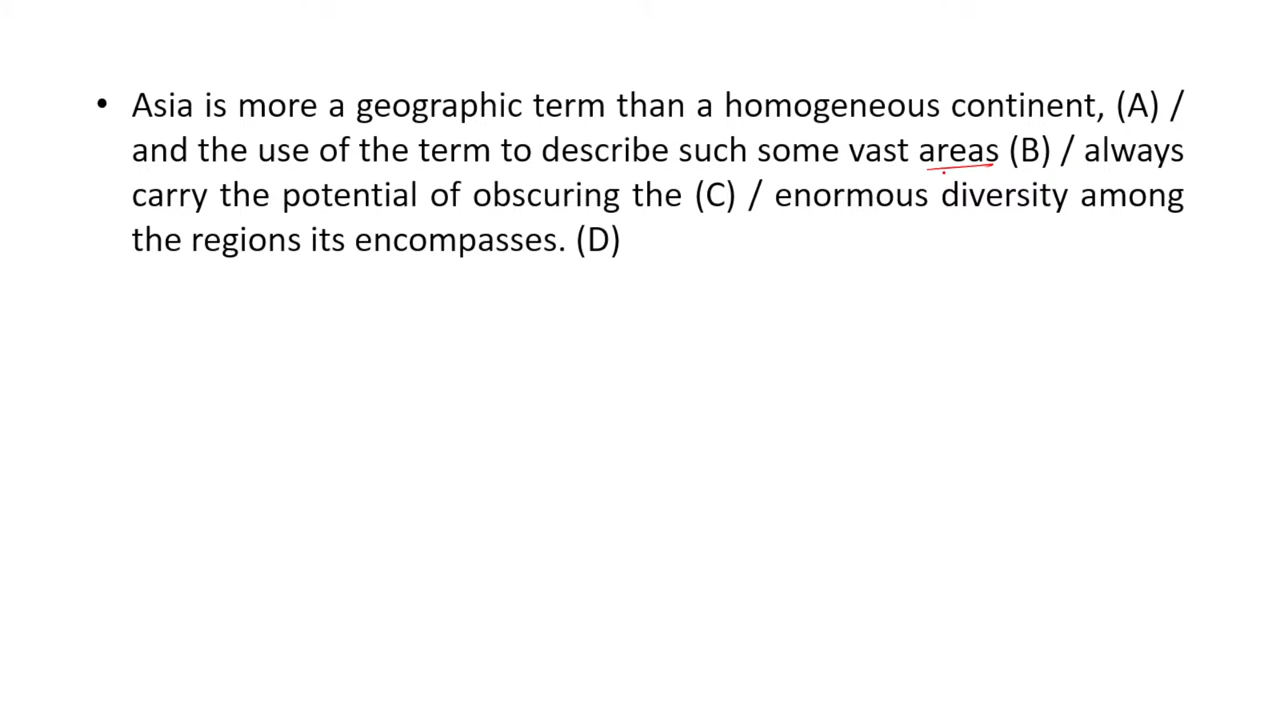 • Asia is more a geographic term than a homogeneous continent, (A) /
and the use of the term to describe such some vast areas (B) / always
carry the potential of obscuring the (C) / enormous diversity among
the regions its encompasses. (D)